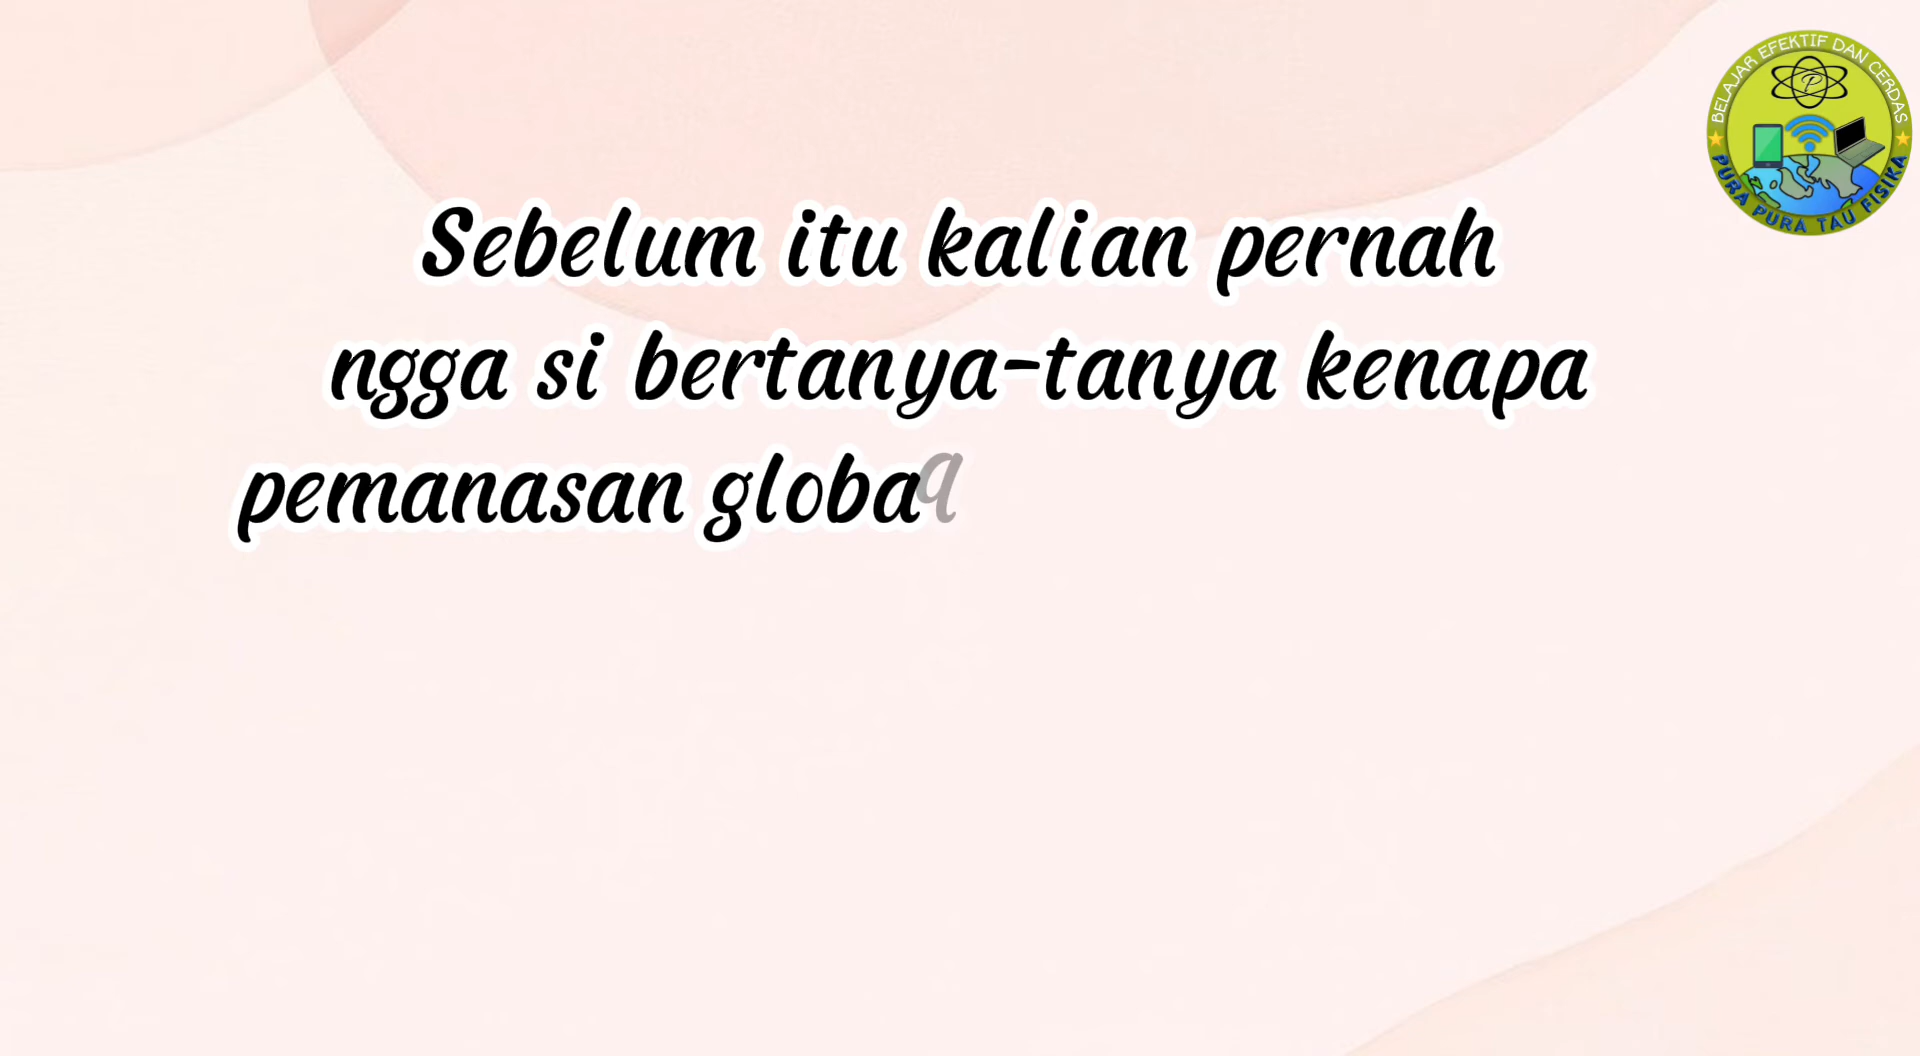 Sebelum itu kalian pernah
ngga si bertanya-tanya kenapa
pemanasan globa
BELAJAR EFEKTIF DAN CERDAS
P
PURA PURA TAU FISIKA